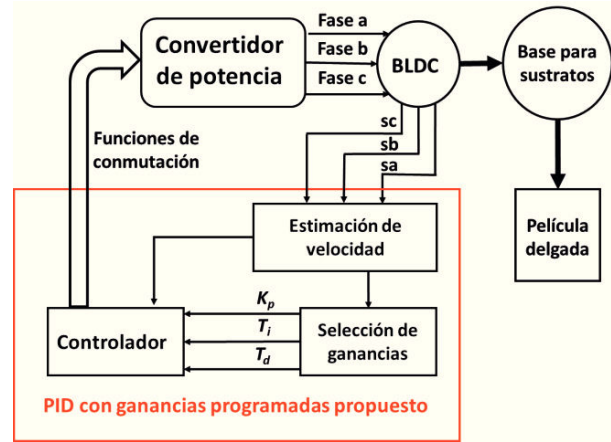 Convertidor
de potencia
Fase a
Fase b
Fase c
BLDC
Base para
sustratos
Funciones de
conmutación
sc
sb
sa
Película
delgada
Estimación de
velocidad
Controlador
Kp
Ti
Td
Selección de
ganancias
PID con ganancias programadas propuesto